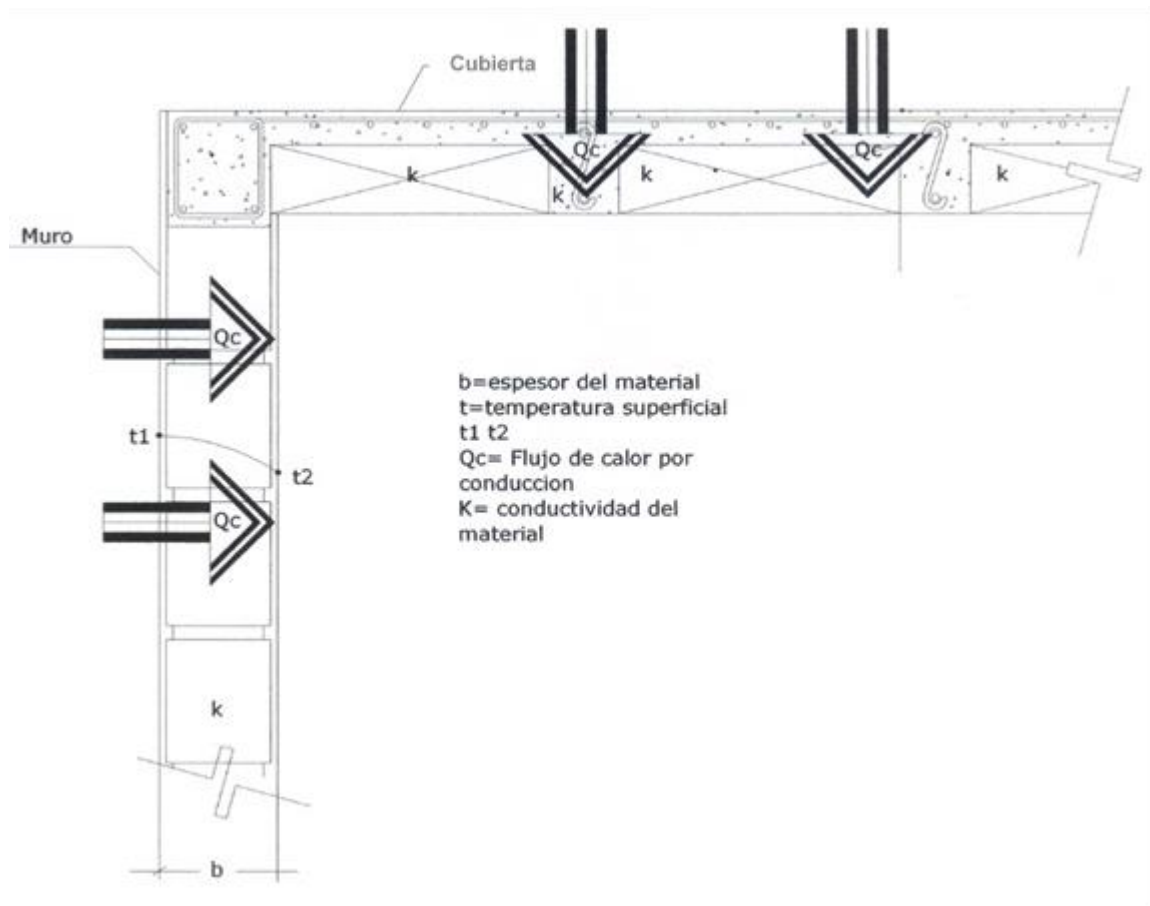 Cubierta
Qc
Qc
k
k
k
k
Muro
Qc
b=espesor del material
t=temperatura superficial
t1 t2
Qc= Flujo de calor por
conduccion
K= conductividad del
material
t1
t2
Qc
k
b